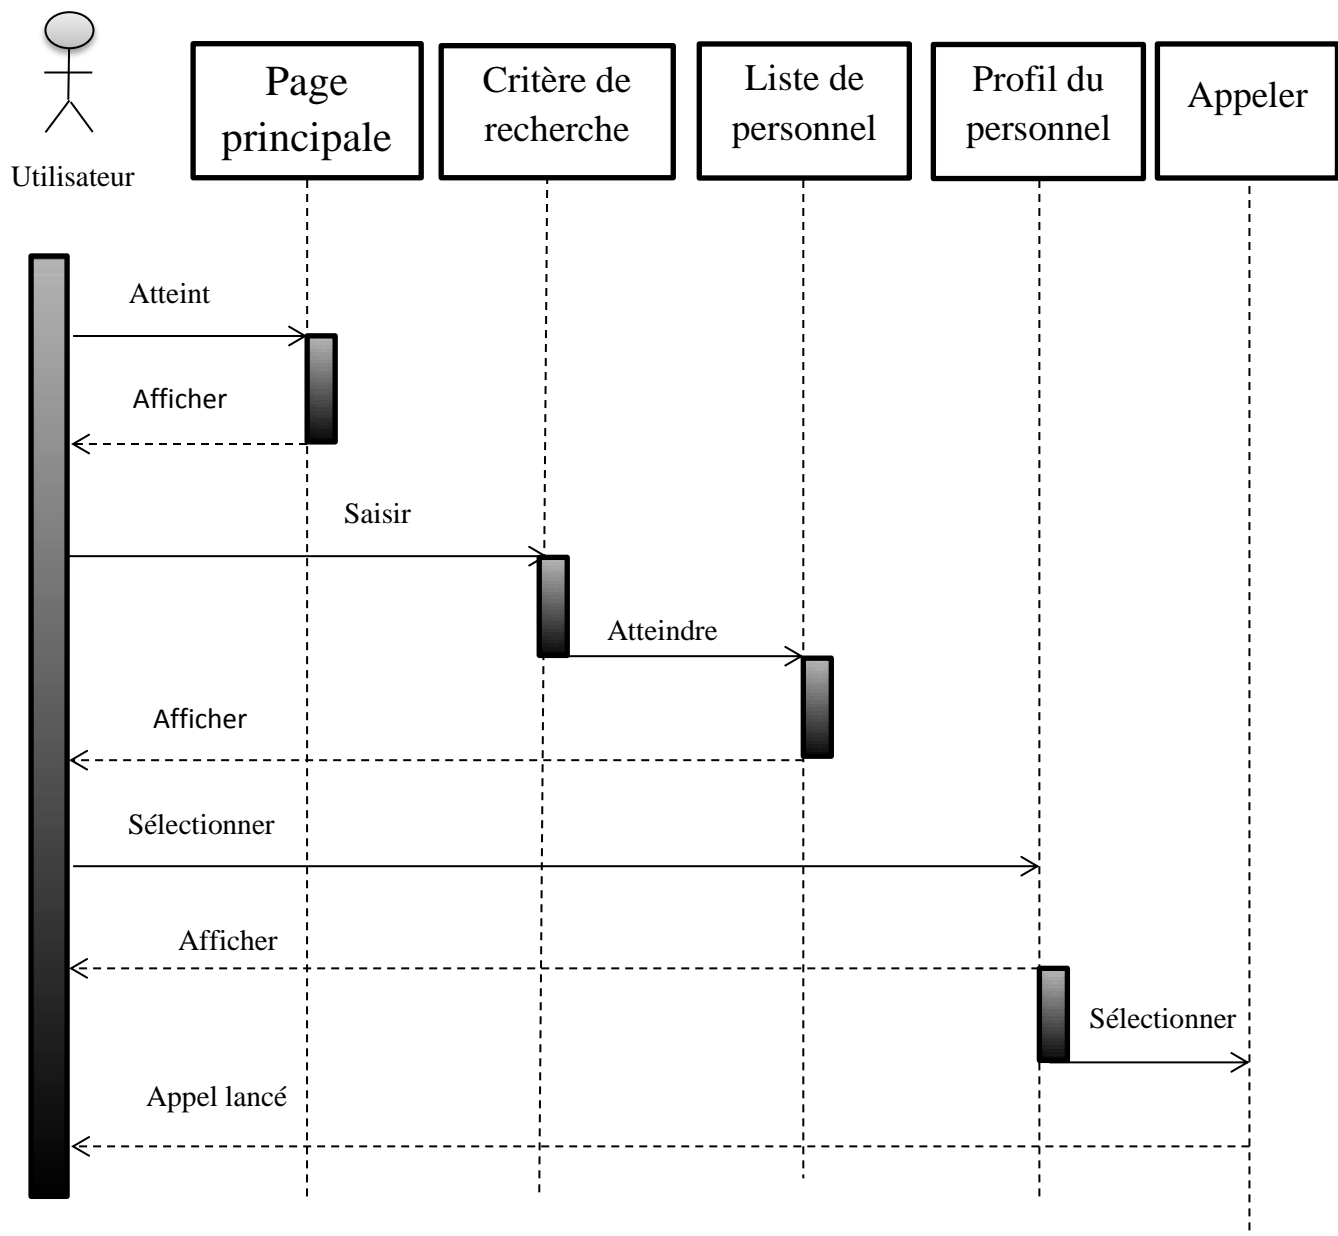 Utilisateur
Page
principale
Critère de
recherche
Liste de
personnel
Profil du
personnel
Appeler
Atteint
Afficher
Saisir
Atteindre
Afficher
Sélectionner
Afficher
Sélectionner
Appel lancé